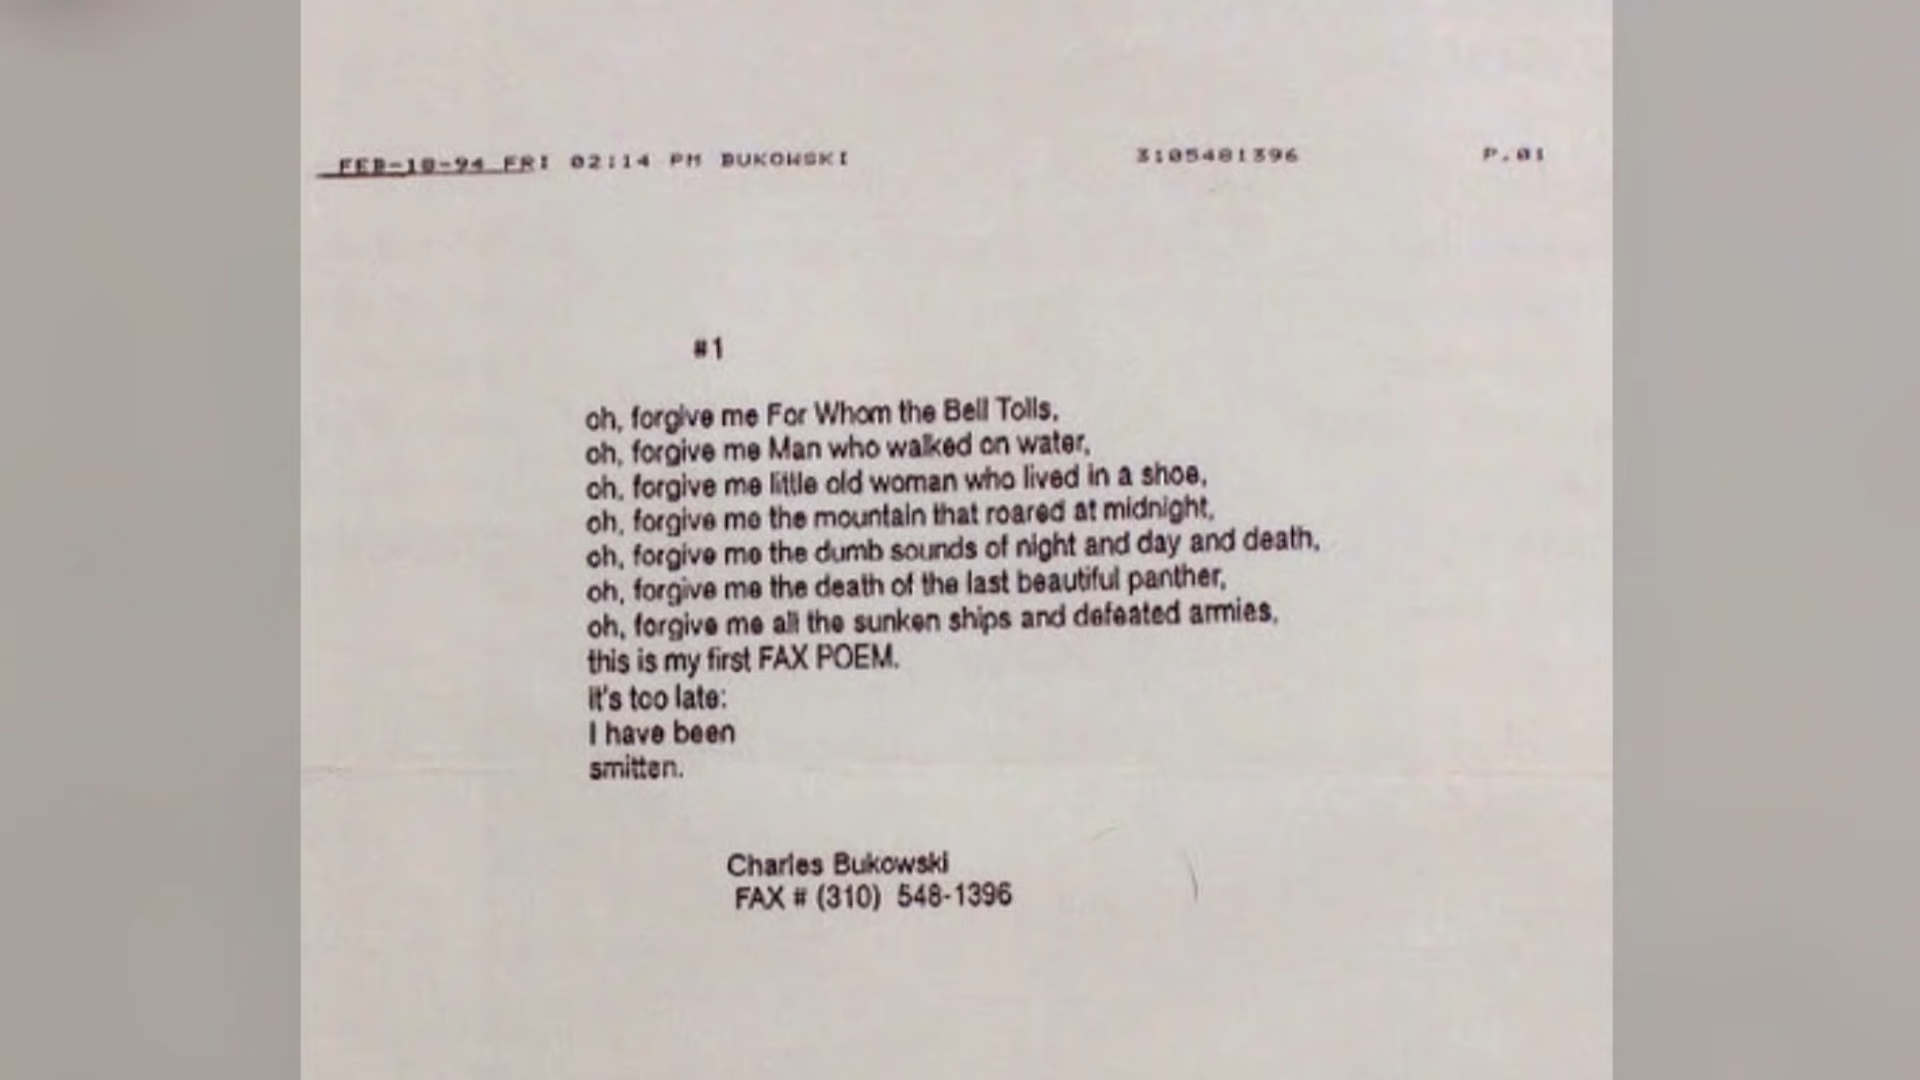 FEB-18-94 FRI 02:14 PM BUKOWSKI 3105481396 P.01
#1
oh, forgive me For Whom the Bell Tolls,
oh, forgive me Man who walked on water,
oh, forgive me little old woman who lived in a shoe,
oh, forgive me the mountain that roared at midnight,
oh, forgive me the dumb sounds of night and day and death,
oh, forgive me the death of the last beautiful panther,
oh, forgive me all the sunken ships and defeated armies,
this is my first FAX POEM.
It's too late:
I have been
smitten.
Charles Bukowski
FAX # (310) 548-1396